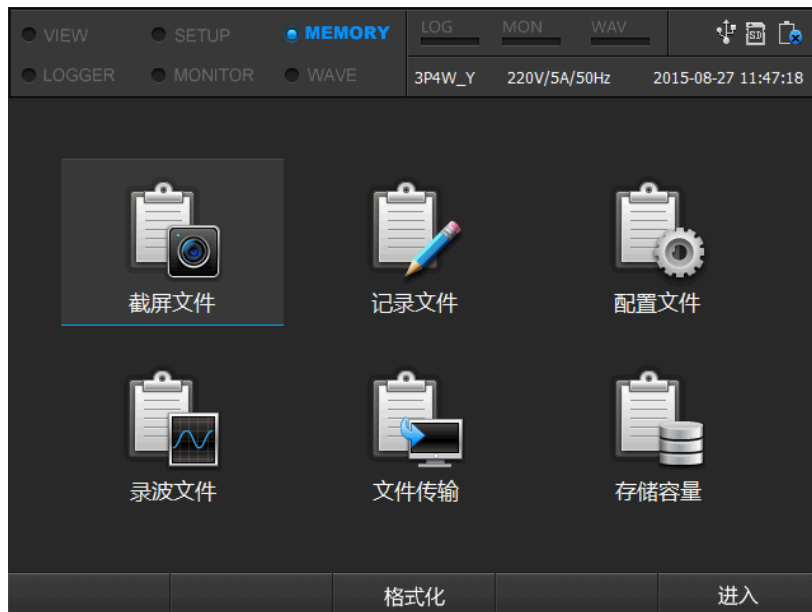 VIEW SETUP MEMORY LOG MON WAV SD
LOGGER MONITOR WAVE 3P4W_Y 220V/5A/50Hz 2015-08-27 11:47:18
截屏文件 记录文件 配置文件
录波文件 文件传输 存储容量
格式化 进入